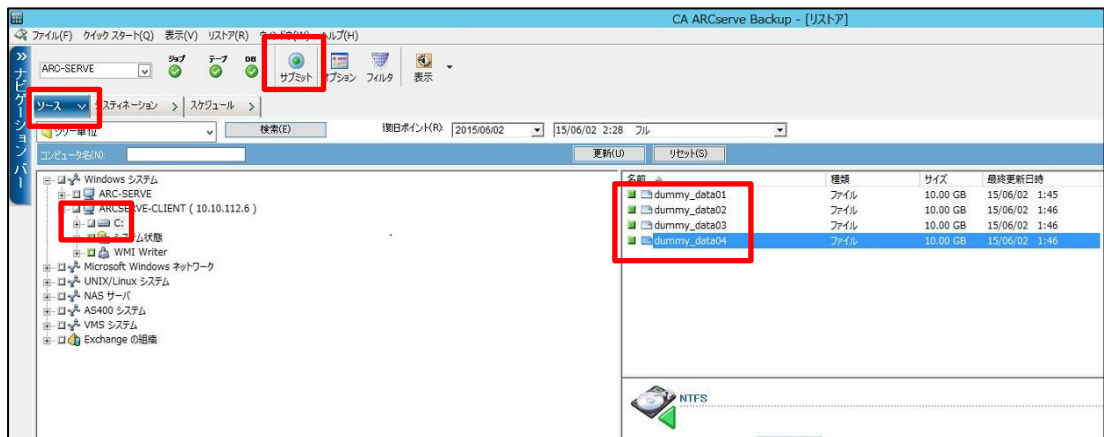 CA ARCserve Backup - [リストア]
ファイル(F) クイック スタート(Q) 表示(V) リストア(R) ウィンドウ(W) ヘルプ(H)
ジョブ テープ DB
ARC-SERVE サブミット オプション フィルタ 表示
ナビゲーション バー
ソース デスティネーション > スケジュール >
ツリー単位 検索(E) 復旧ポイント(R): 2015/06/02 15/06/02 2:28 フル
コンピュータ名(N): 更新(U) リセット(S)
名前 種類 サイズ 最終更新日時
dummy_data01 ファイル 10.00 GB 15/06/02 1:45
dummy_data02 ファイル 10.00 GB 15/06/02 1:46
dummy_data03 ファイル 10.00 GB 15/06/02 1:46
dummy_data04 ファイル 10.00 GB 15/06/02 1:46
Windows システム
ARC-SERVE
ARCSERVE-CLIENT ( 10.10.112.6 )
C:
システム状態
WMI Writer
Microsoft Windows ネットワーク
UNIX/Linux システム
NAS サーバ
AS400 システム
VMS システム
Exchange の組織
NTFS